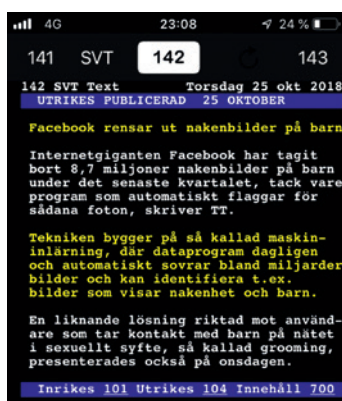 4G 23:08 24 %
141 SVT 142 143
142 SVT Text Torsdag 25 okt 2018
UTRIKES PUBLICERAD 25 OKTOBER
Facebook rensar ut nakenbilder på barn
Internetgiganten Facebook har tagit
bort 8,7 miljoner nakenbilder på barn
under det senaste kvartalet, tack vare
program som automatiskt flaggar för
sådana foton, skriver TT.
Tekniken bygger på så kallad maskin-
inlärning, där dataprogram dagligen
och automatiskt sovrar bland miljarder
bilder och kan identifiera t.ex.
bilder som visar nakenhet och barn.
En liknande lösning riktad mot använd-
are som tar kontakt med barn på nätet
i sexuellt syfte, så kallad grooming,
presenterades också på onsdagen.
Inrikes 101 Utrikes 104 Innehåll 700